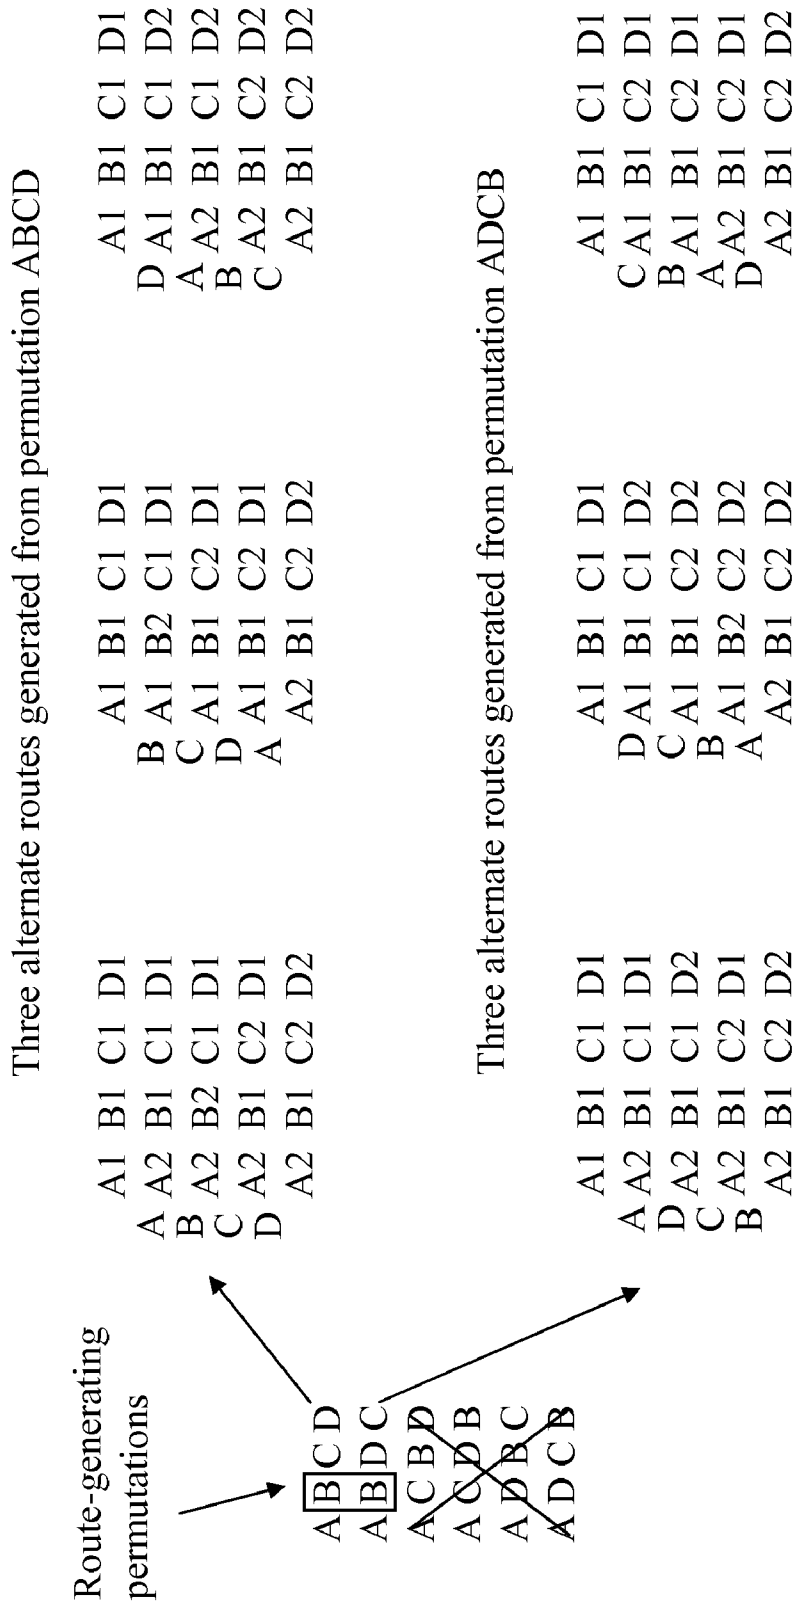 Route-generating
permutations
A B C D
A B D C
A C B D
A C D B
A D B C
A D C B
Three alternate routes generated from permutation ABCD
A1 B1 C1 D1
A A2 B1 C1 D1
B A2 B2 C1 D1
C A2 B1 C2 D1
D A2 B1 C2 D2
A1 B1 C1 D1
B A1 B2 C1 D1
C A1 B1 C2 D1
D A1 B1 C2 D1
A A2 B1 C2 D2
A1 B1 C1 D1
D A1 B1 C1 D2
A A2 B1 C1 D2
B A2 B1 C2 D2
C A2 B1 C2 D2
Three alternate routes generated from permutation ADCB
A1 B1 C1 D1
A A2 B1 C1 D1
D A2 B1 C1 D2
C A2 B1 C2 D1
B A2 B1 C2 D2
A1 B1 C1 D1
D A1 B1 C1 D2
C A1 B1 C2 D2
B A1 B2 C2 D2
A A2 B1 C2 D2
A1 B1 C1 D1
C A1 B1 C2 D1
B A1 B1 C2 D1
A A2 B1 C2 D1
D A2 B1 C2 D2